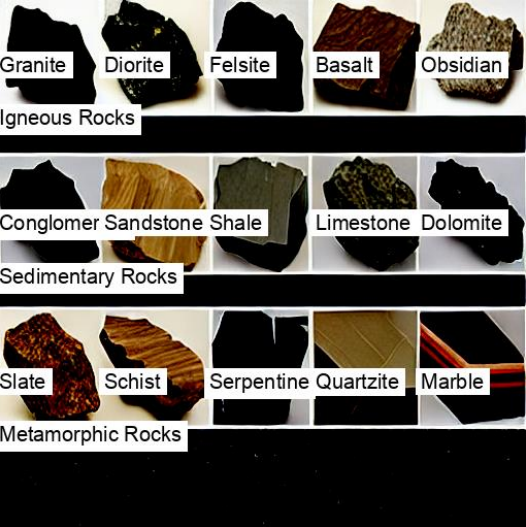 Granite Diorite Felsite Basalt Obsidian
Igneous Rocks
Conglomer Sandstone Shale Limestone Dolomite
Sedimentary Rocks
Slate Schist Serpentine Quartzite Marble
Metamorphic Rocks